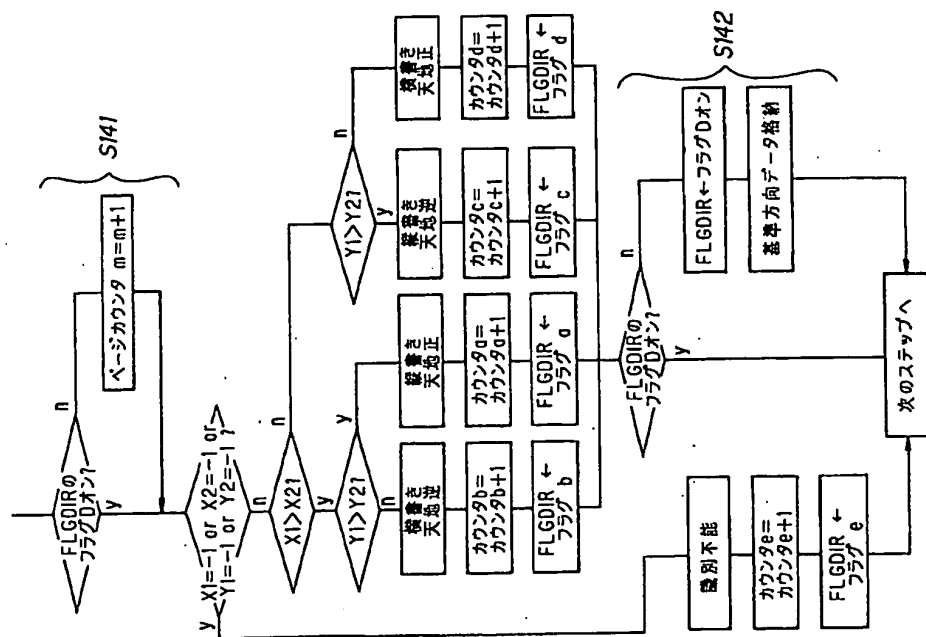 S141
FLGDIRの
フラグDオン?
n
y
ページカウンタ m=m+1
X1=-1 or X2=-1 or
Y1=-1 or Y2=-1 ?
y
n
X1>X2?
n
y
Y1>Y2?
y
n
Y1>Y2?
n
y
横書き
天地逆
カウンタb=
カウンタb+1
FLGDIR ←
フラグ b
縦書き
天地正
カウンタa=
カウンタa+1
FLGDIR ←
フラグ a
縦書き
天地逆
カウンタc=
カウンタc+1
FLGDIR ←
フラグ c
横書き
天地正
カウンタd=
カウンタd+1
FLGDIR ←
フラグ d
S142
FLGDIRの
フラグDオン?
n
y
FLGDIR←フラグDオン
基準方向データ格納
識別不能
カウンタe=
カウンタe+1
FLGDIR ←
フラグ e
次のステップへ